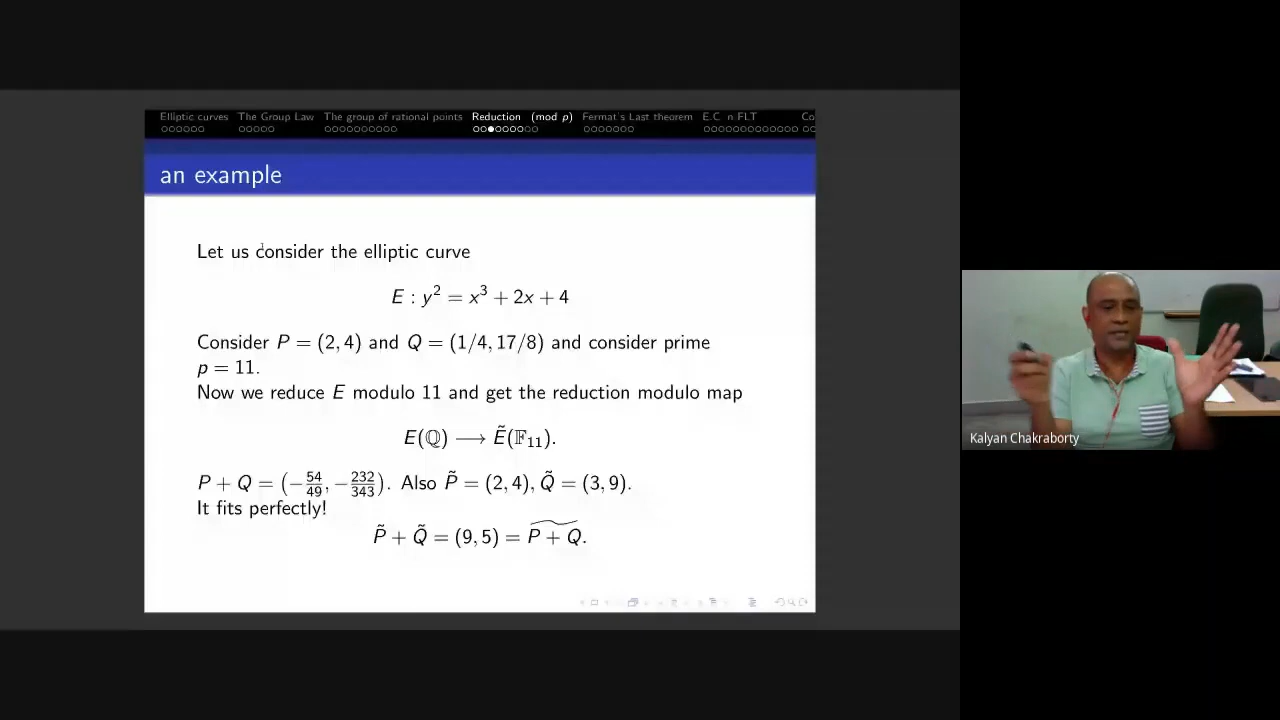 Elliptic curves The Group Law The group of rational points Reduction (mod p) Fermat's Last theorem E.C n FLT Co
an example
Let us consider the elliptic curve
E : y² = x³ + 2x + 4
Consider P = (2, 4) and Q = (1/4, 17/8) and consider prime
p = 11.
Now we reduce E modulo 11 and get the reduction modulo map
E(ℚ) ⟶ Ẽ(𝔽₁₁).
P + Q = (−54/49, −232/343). Also P̃ = (2, 4), Q̃ = (3, 9).
It fits perfectly!
P̃ + Q̃ = (9, 5) = P͠ + Q.
Kalyan Chakraborty